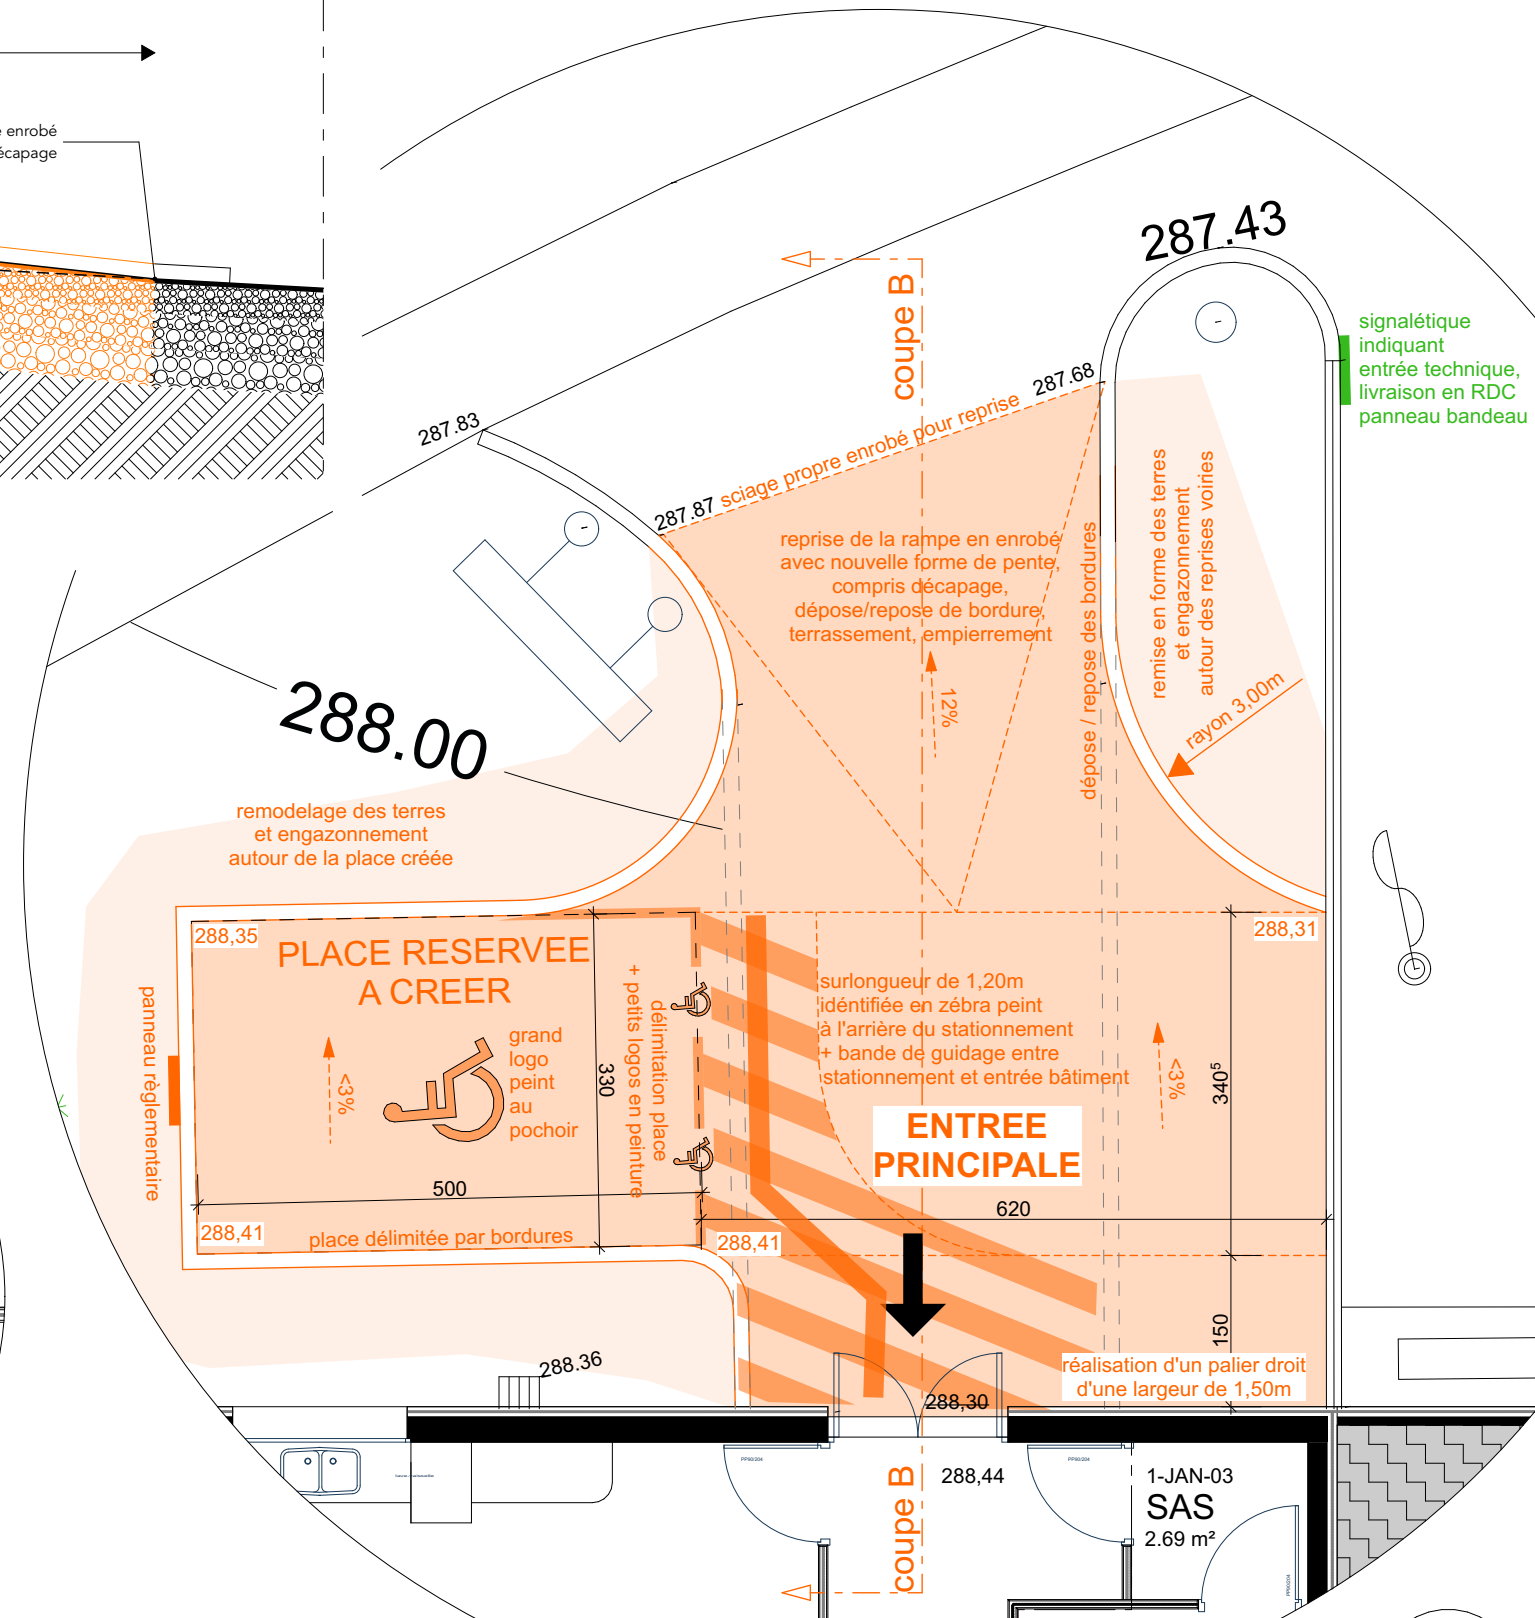 enrobé
écapage
287.43
coupe B
signalétique
indiquant
entrée technique,
livraison en RDC
panneau bandeau
287.68
287.83
287.87
sciage propre enrobé pour reprise
reprise de la rampe en enrobé
avec nouvelle forme de pente,
compris décapage,
dépose/repose de bordure,
terrassement, empierrement
12%
dépose / repose des bordures
remise en forme des terres
et engazonnement
autour des reprises voiries
rayon 3,00m
288.00
remodelage des terres
et engazonnement
autour de la place créée
288,35
PLACE RESERVEE
A CREER
288,31
panneau règlementaire
<3%
grand
logo
peint
au
pochoir
330
délimitation place
+ petits logos en peinture
surlongueur de 1,20m
idéntifiée en zébra peint
à l'arrière du stationnement
+ bande de guidage entre
stationnement et entrée bâtiment
<3%
340⁵
ENTREE
PRINCIPALE
500
620
288,41
place délimitée par bordures
288,41
150
288.36
réalisation d'un palier droit
d'une largeur de 1,50m
288,30
PP90/204
PP90/204
coupe B
288,44
1-JAN-03
SAS
2.69 m²
PP90/204